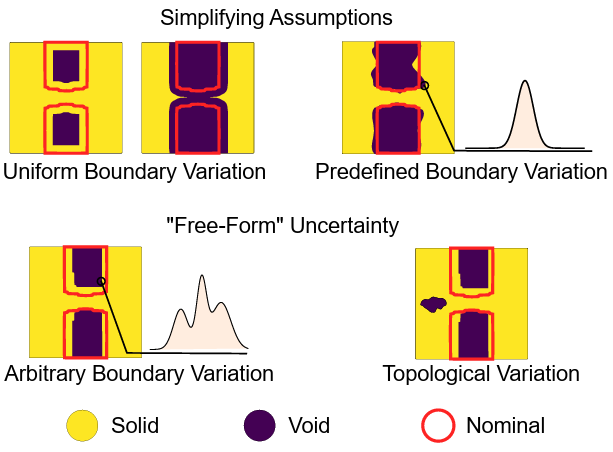 Simplifying Assumptions
Uniform Boundary Variation
Predefined Boundary Variation
"Free-Form" Uncertainty
Arbitrary Boundary Variation
Topological Variation
Solid
Void
Nominal